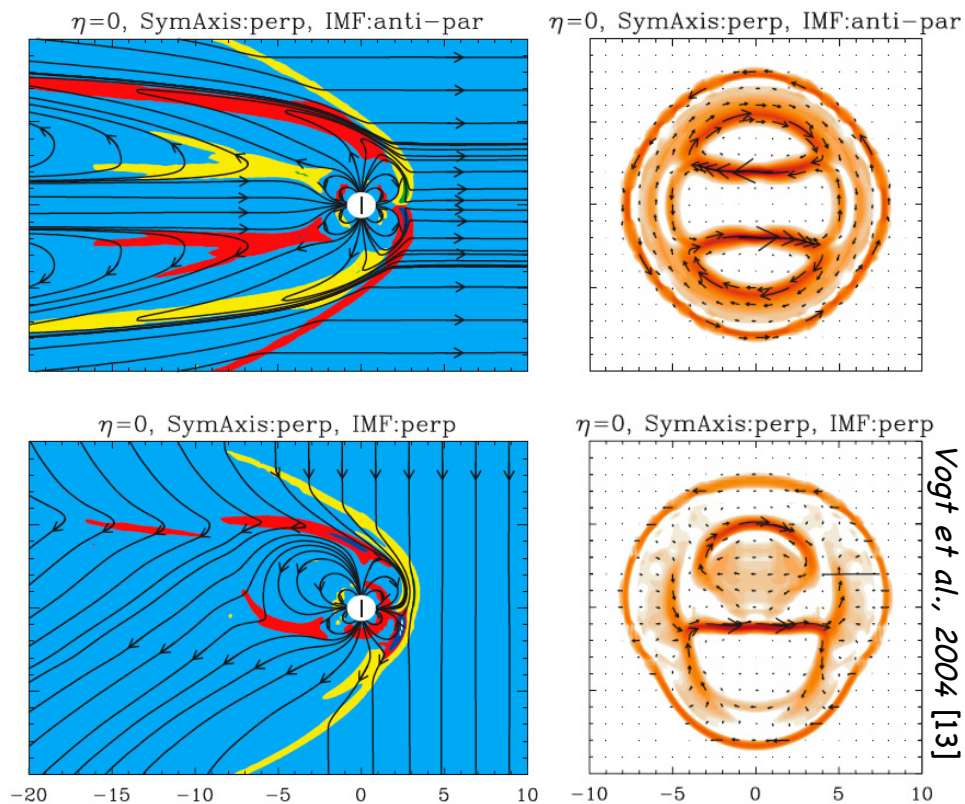 η=0, SymAxis:perp, IMF:anti-par
η=0, SymAxis:perp, IMF:anti-par
η=0, SymAxis:perp, IMF:perp
η=0, SymAxis:perp, IMF:perp
Vogt et al., 2004 [13]
-20 -15 -10 -5 0 5 10
-10 -5 0 5 10